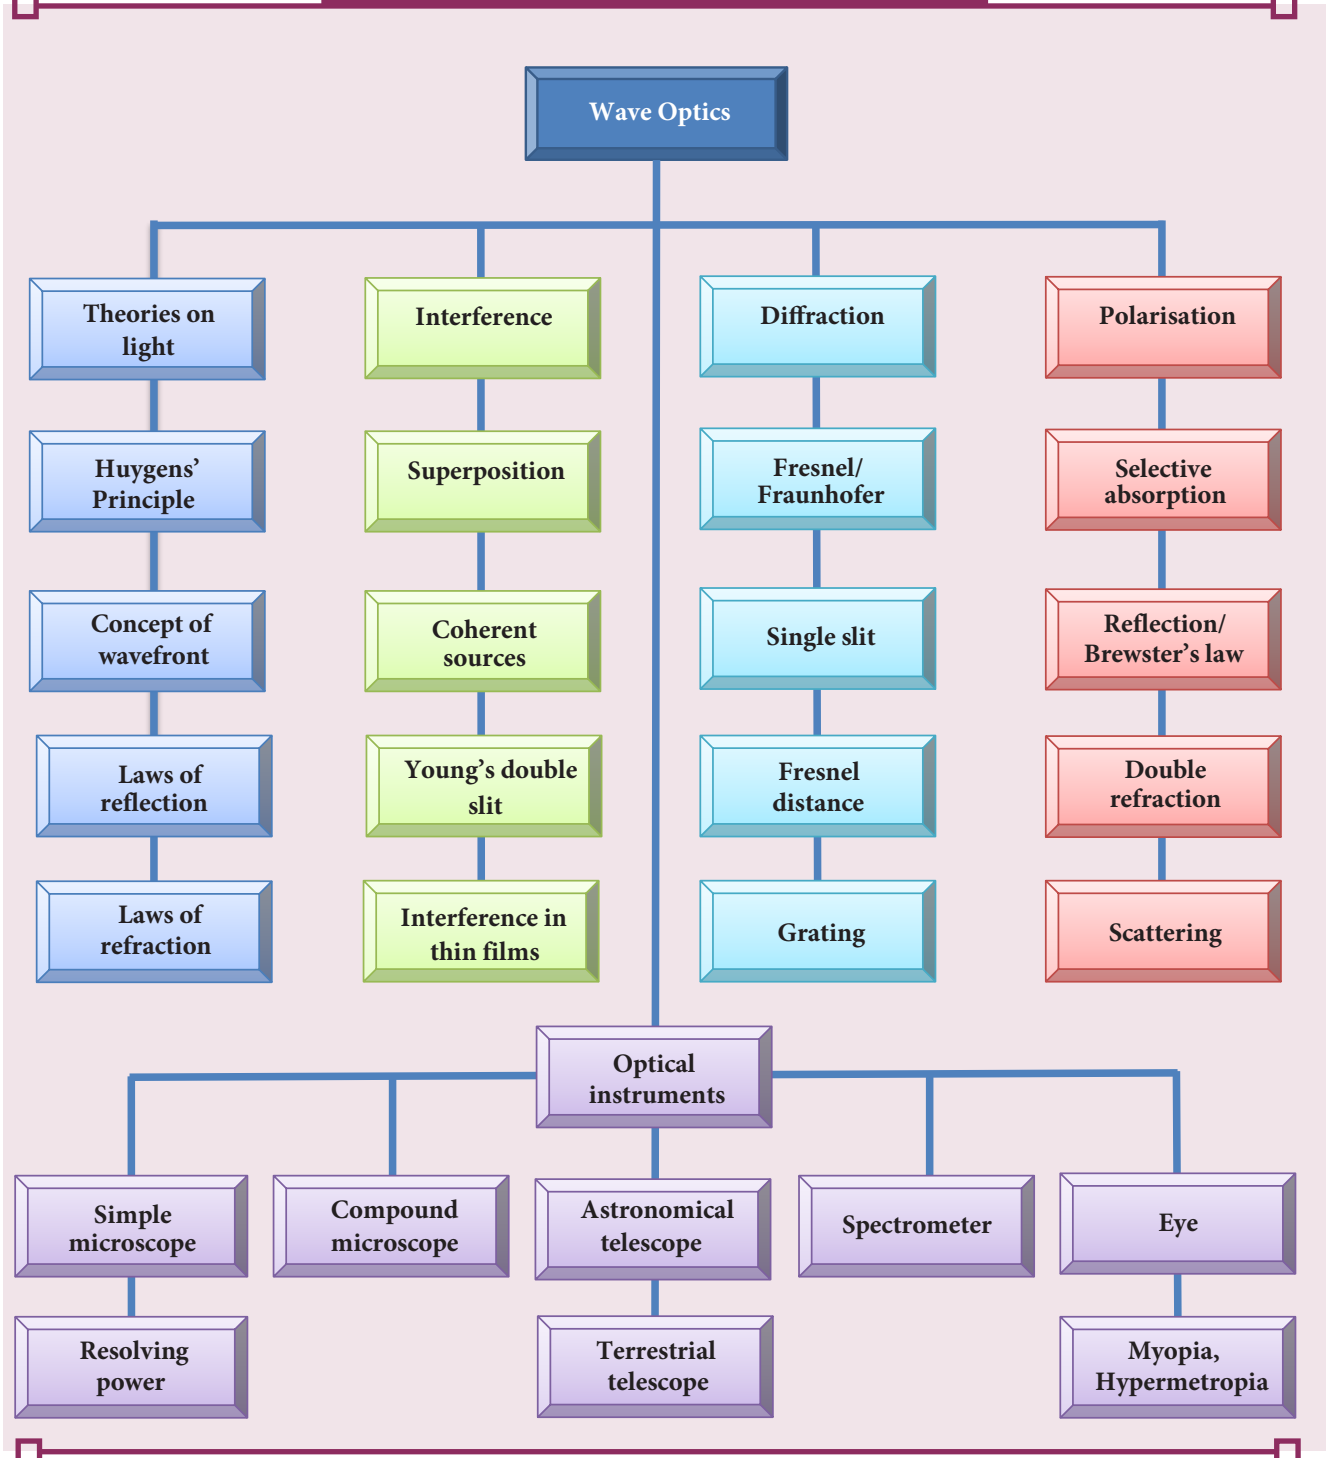 Wave Optics
Theories on
light
Interference
Diffraction
Polarisation
Huygens’
Principle
Superposition
Fresnel/
Fraunhofer
Selective
absorption
Concept of
wavefront
Coherent
sources
Single slit
Reflection/
Brewster’s law
Laws of
reflection
Young’s double
slit
Fresnel
distance
Double
refraction
Laws of
refraction
Interference in
thin films
Grating
Scattering
Optical
instruments
Simple
microscope
Compound
microscope
Astronomical
telescope
Spectrometer
Eye
Resolving
power
Terrestrial
telescope
Myopia,
Hypermetropia